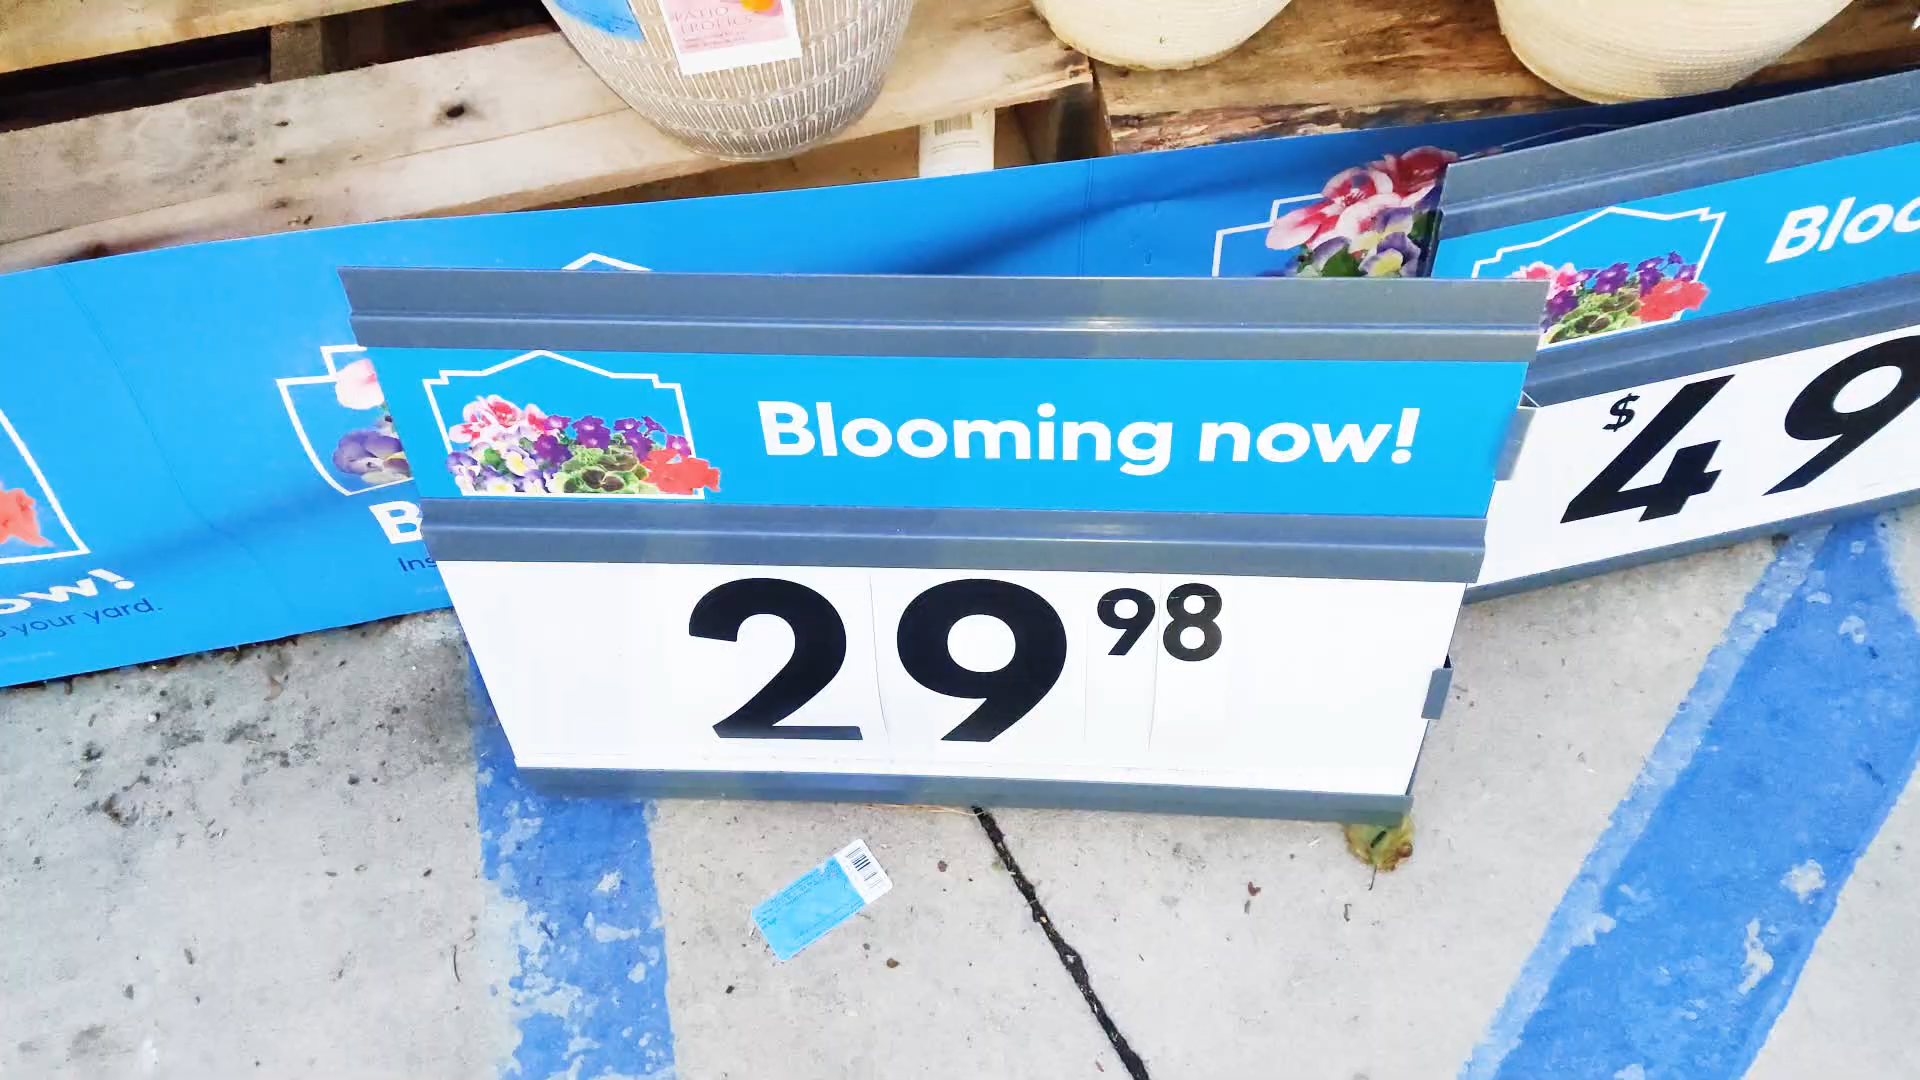 PATIO
TROPICS
Blooming now!
29 98
Bloo
$49
B
Ins
ow!
your yard.